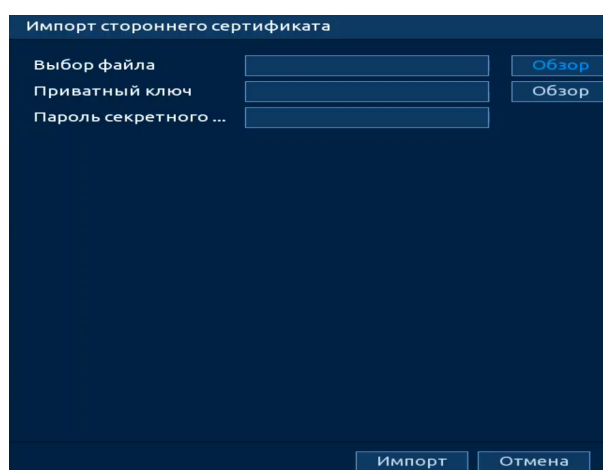 Импорт стороннего сертификата
Выбор файла Обзор
Приватный ключ Обзор
Пароль секретного ...
Импорт Отмена